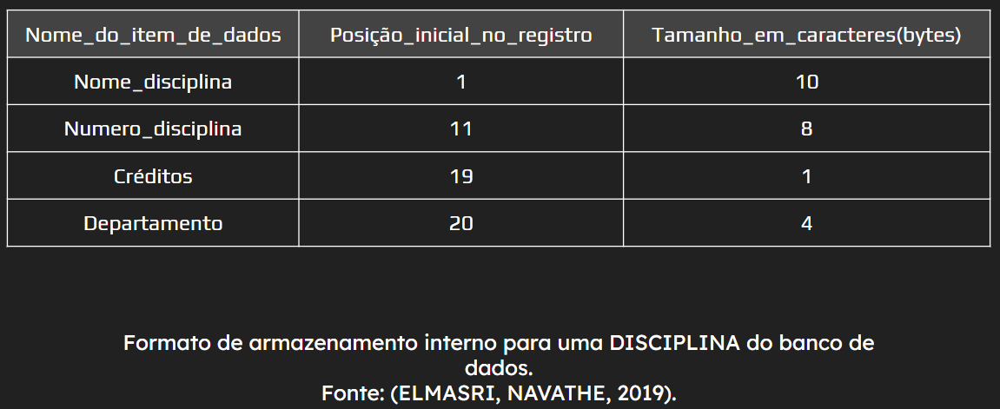 Nome_do_item_de_dados Posição_inicial_no_registro Tamanho_em_caracteres(bytes)
Nome_disciplina 1 10
Numero_disciplina 11 8
Créditos 19 1
Departamento 20 4
Formato de armazenamento interno para uma DISCIPLINA do banco de
dados.
Fonte: (ELMASRI, NAVATHE, 2019).